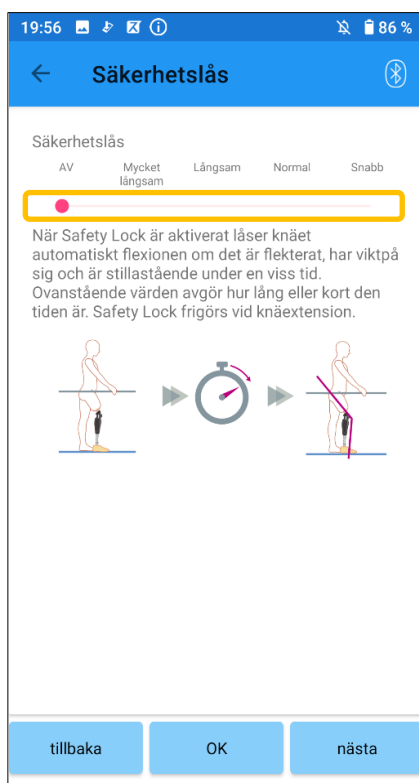 19:56 86 %
Säkerhetslås
Säkerhetslås
AV Mycket långsam Långsam Normal Snabb
När Safety Lock är aktiverat låser knäet
automatiskt flexionen om det är flekterat, har viktpå
sig och är stillastående under en viss tid.
Ovanstående värden avgör hur lång eller kort den
tiden är. Safety Lock frigörs vid knäextension.
tillbaka OK nästa